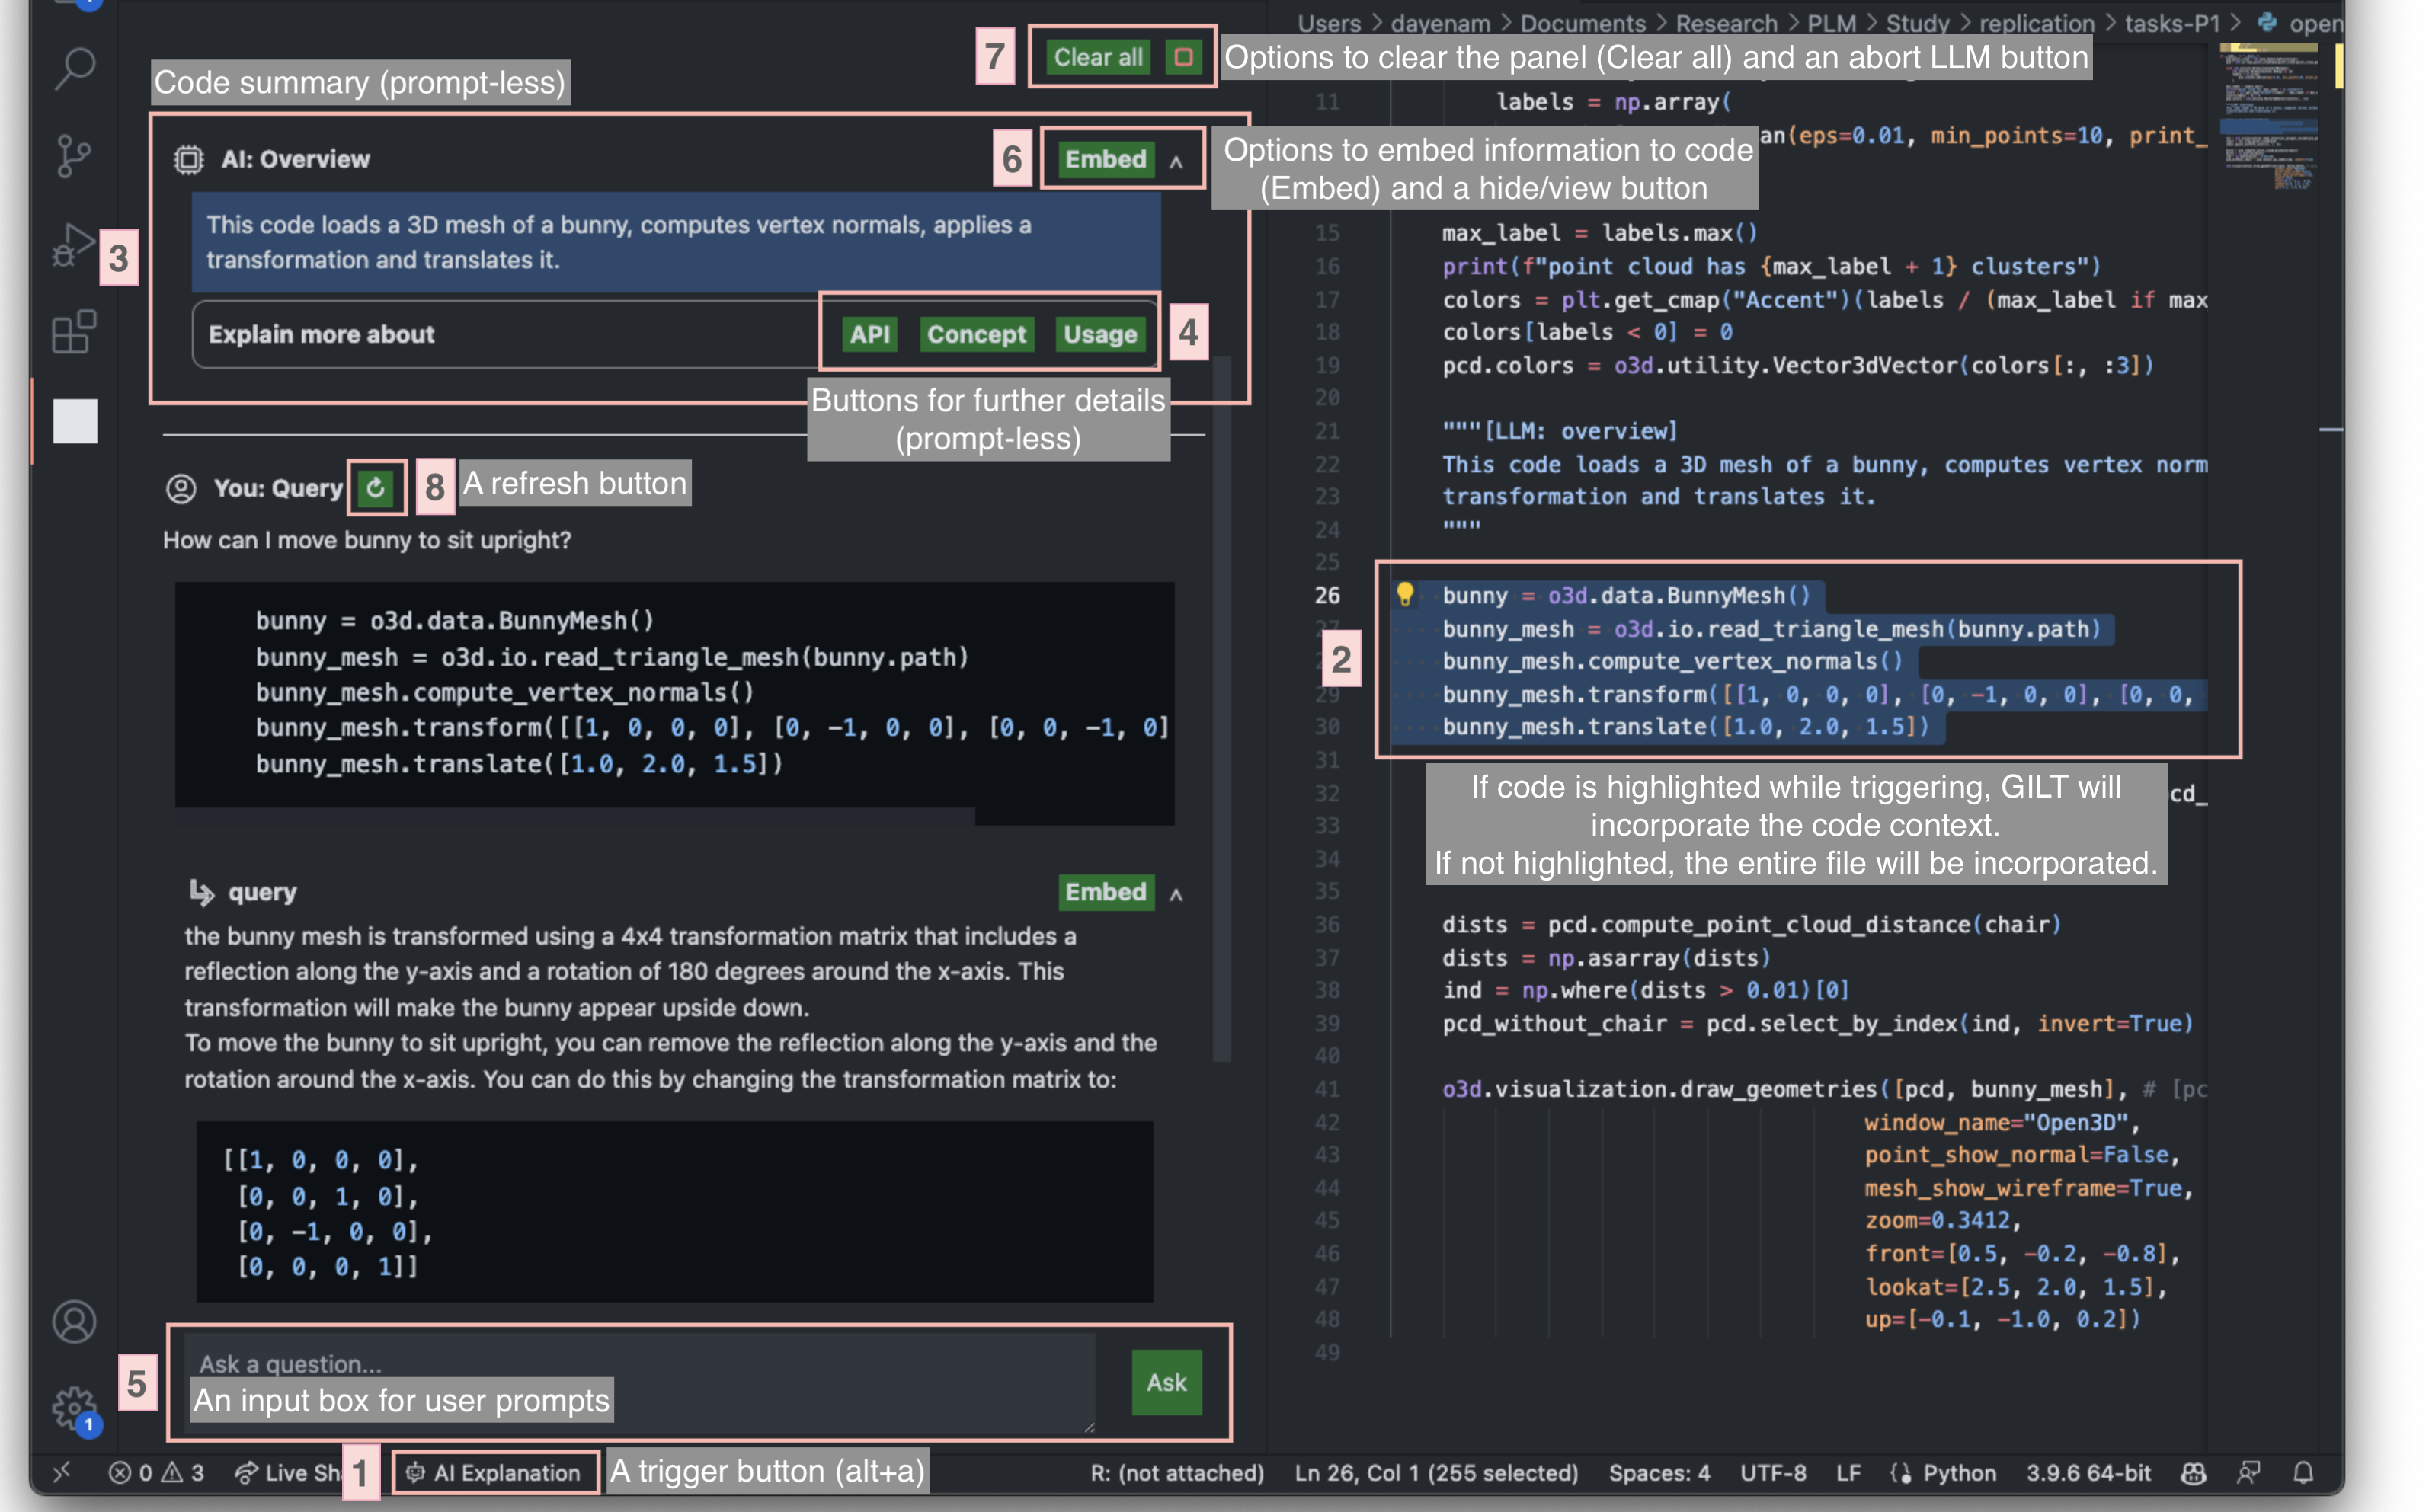 Users > dayenam > Documents > Research > PLM > Study > replication > tasks-P1 > open
7
Clear all
Options to clear the panel (Clear all) and an abort LLM button
Code summary (prompt-less)
3
AI: Overview
6
Embed
Options to embed information to code
(Embed) and a hide/view button
This code loads a 3D mesh of a bunny, computes vertex normals, applies a
transformation and translates it.
Explain more about
API Concept Usage
4
Buttons for further details
(prompt-less)
You: Query
8
A refresh button
How can I move bunny to sit upright?
bunny = o3d.data.BunnyMesh()
bunny_mesh = o3d.io.read_triangle_mesh(bunny.path)
bunny_mesh.compute_vertex_normals()
bunny_mesh.transform([[1, 0, 0, 0], [0, -1, 0, 0], [0, 0, -1, 0]
bunny_mesh.translate([1.0, 2.0, 1.5])
query
Embed
the bunny mesh is transformed using a 4x4 transformation matrix that includes a
reflection along the y-axis and a rotation of 180 degrees around the x-axis. This
transformation will make the bunny appear upside down.
To move the bunny to sit upright, you can remove the reflection along the y-axis and the
rotation around the x-axis. You can do this by changing the transformation matrix to:
[[1, 0, 0, 0],
[0, 0, 1, 0],
[0, -1, 0, 0],
[0, 0, 0, 1]]
5
Ask a question...
An input box for user prompts
Ask
11 labels = np.array(
an(eps=0.01, min_points=10, print_
15 max_label = labels.max()
16 print(f"point cloud has {max_label + 1} clusters")
17 colors = plt.get_cmap("Accent")(labels / (max_label if max
18 colors[labels < 0] = 0
19 pcd.colors = o3d.utility.Vector3dVector(colors[:, :3])
20
21 """[LLM: overview]
22 This code loads a 3D mesh of a bunny, computes vertex norm
23 transformation and translates it.
24 """
25
26 bunny = o3d.data.BunnyMesh()
27 bunny_mesh = o3d.io.read_triangle_mesh(bunny.path)
2
bunny_mesh.compute_vertex_normals()
29 bunny_mesh.transform([[1, 0, 0, 0], [0, -1, 0, 0], [0, 0,
30 bunny_mesh.translate([1.0, 2.0, 1.5])
31
If code is highlighted while triggering, GILT will
incorporate the code context.
If not highlighted, the entire file will be incorporated.
32 cd_
33
34
35
36 dists = pcd.compute_point_cloud_distance(chair)
37 dists = np.asarray(dists)
38 ind = np.where(dists > 0.01)[0]
39 pcd_without_chair = pcd.select_by_index(ind, invert=True)
40
41 o3d.visualization.draw_geometries([pcd, bunny_mesh], # [pc
42 window_name="Open3D",
43 point_show_normal=False,
44 mesh_show_wireframe=True,
45 zoom=0.3412,
46 front=[0.5, -0.2, -0.8],
47 lookat=[2.5, 2.0, 1.5],
48 up=[-0.1, -1.0, 0.2])
49
1
0 3 Live Sh
1
AI Explanation
A trigger button (alt+a)
R: (not attached) Ln 26, Col 1 (255 selected) Spaces: 4 UTF-8 LF Python 3.9.6 64-bit